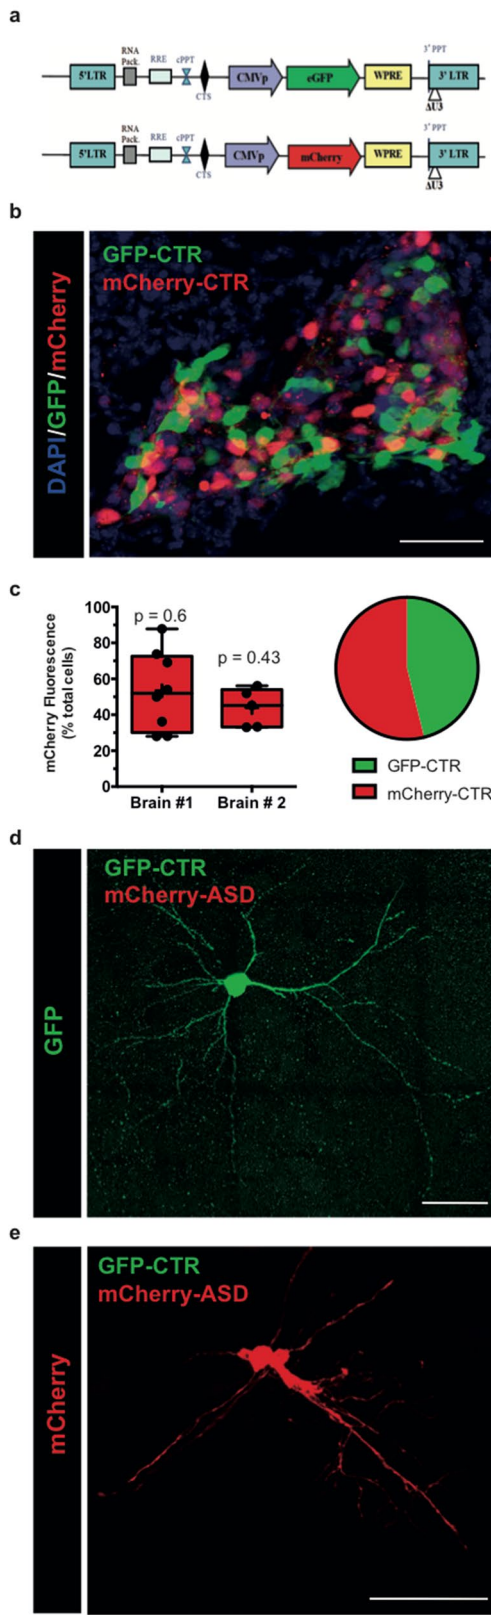 a
RNA
Pack.
RRE
cPPT
3' PPT
5'LTR
CMVp
eGFP
WPRE
3' LTR
CTS
ΔU3
RNA
Pack.
RRE
cPPT
3' PPT
5'LTR
CMVp
mCherry
WPRE
3' LTR
CTS
ΔU3
b
DAPI/GFP/mCherry
GFP-CTR
mCherry-CTR
c
mCherry Fluorescence
(% total cells)
100
80
60
40
20
0
p = 0.6
p = 0.43
Brain #1
Brain # 2
GFP-CTR
mCherry-CTR
d
GFP
GFP-CTR
mCherry-ASD
e
mCherry
GFP-CTR
mCherry-ASD